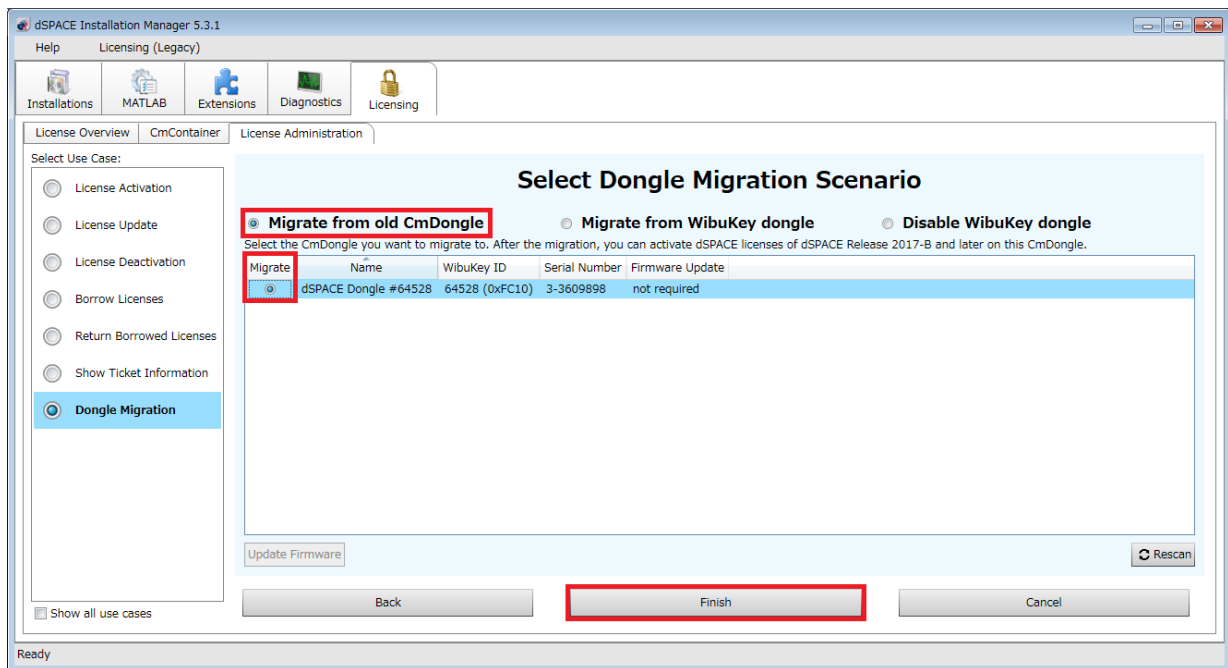 dSPACE Installation Manager 5.3.1
Help Licensing (Legacy)
Installations MATLAB Extensions Diagnostics Licensing
License Overview CmContainer License Administration
Select Use Case:
License Activation
License Update
License Deactivation
Borrow Licenses
Return Borrowed Licenses
Show Ticket Information
Dongle Migration
Show all use cases
Select Dongle Migration Scenario
Migrate from old CmDongle Migrate from WibuKey dongle Disable WibuKey dongle
Select the CmDongle you want to migrate to. After the migration, you can activate dSPACE licenses of dSPACE Release 2017-B and later on this CmDongle.
Migrate Name WibuKey ID Serial Number Firmware Update
dSPACE Dongle #64528 64528 (0xFC10) 3-3609898 not required
Update Firmware Rescan
Back Finish Cancel
Ready